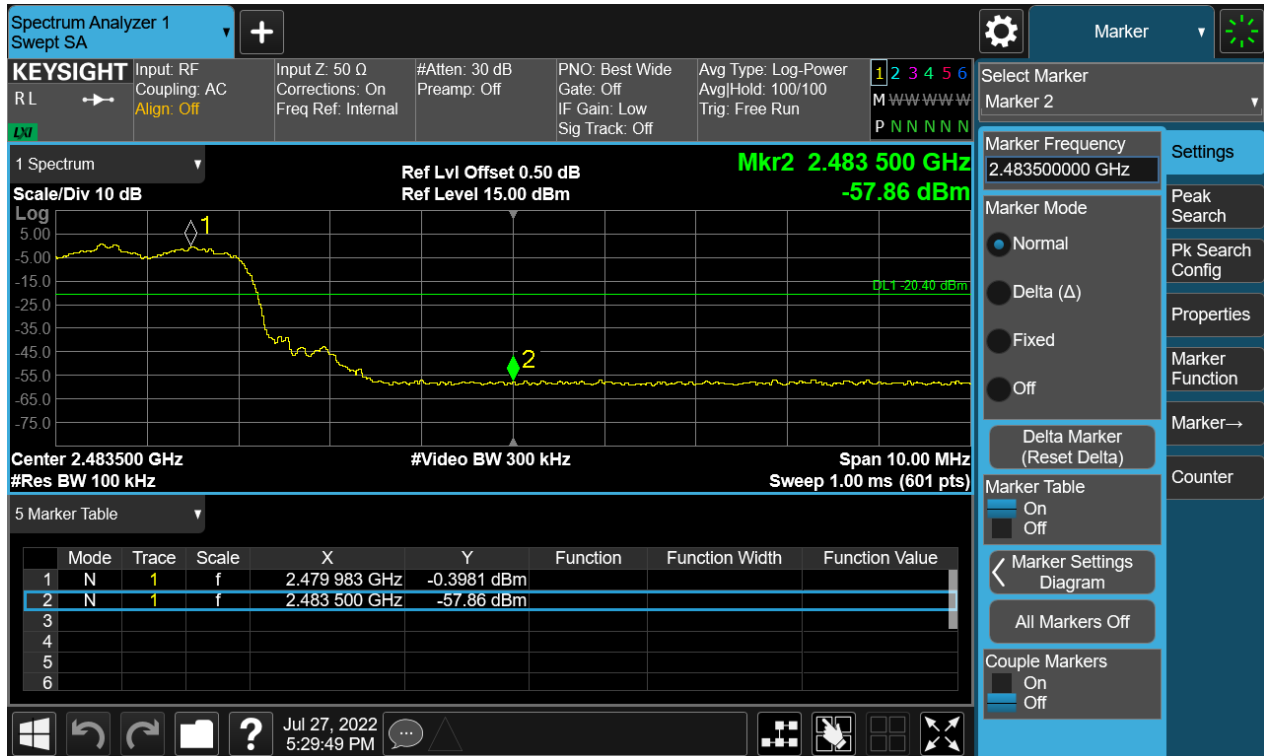 Spectrum Analyzer 1
Swept SA
+
Marker
KEYSIGHT
RL
LXI
Input: RF
Coupling: AC
Align: Off
Input Z: 50 Ω
Corrections: On
Freq Ref: Internal
#Atten: 30 dB
Preamp: Off
PNO: Best Wide
Gate: Off
IF Gain: Low
Sig Track: Off
Avg Type: Log-Power
Avg|Hold: 100/100
Trig: Free Run
1 2 3 4 5 6
M W W W W W W
P N N N N N N
Select Marker
Marker 2
1 Spectrum
Scale/Div 10 dB
Ref Lvl Offset 0.50 dB
Ref Level 15.00 dBm
Mkr2 2.483 500 GHz
-57.86 dBm
Log
5.00
-5.00
-15.0
-25.0
-35.0
-45.0
-55.0
-65.0
-75.0
1
2
DL1 -20.40 dBm
Center 2.483500 GHz
#Video BW 300 kHz
Span 10.00 MHz
#Res BW 100 kHz
Sweep 1.00 ms (601 pts)
5 Marker Table
Mode Trace Scale X Y Function Function Width Function Value
1 N 1 f 2.479 983 GHz -0.3981 dBm
2 N 1 f 2.483 500 GHz -57.86 dBm
3
4
5
6
Marker Frequency
2.483500000 GHz
Marker Mode
Normal
Delta (Δ)
Fixed
Off
Delta Marker
(Reset Delta)
Marker Table
On
Off
Marker Settings
Diagram
All Markers Off
Couple Markers
On
Off
Settings
Peak
Search
Pk Search
Config
Properties
Marker
Function
Marker→
Counter
?
Jul 27, 2022
5:29:49 PM